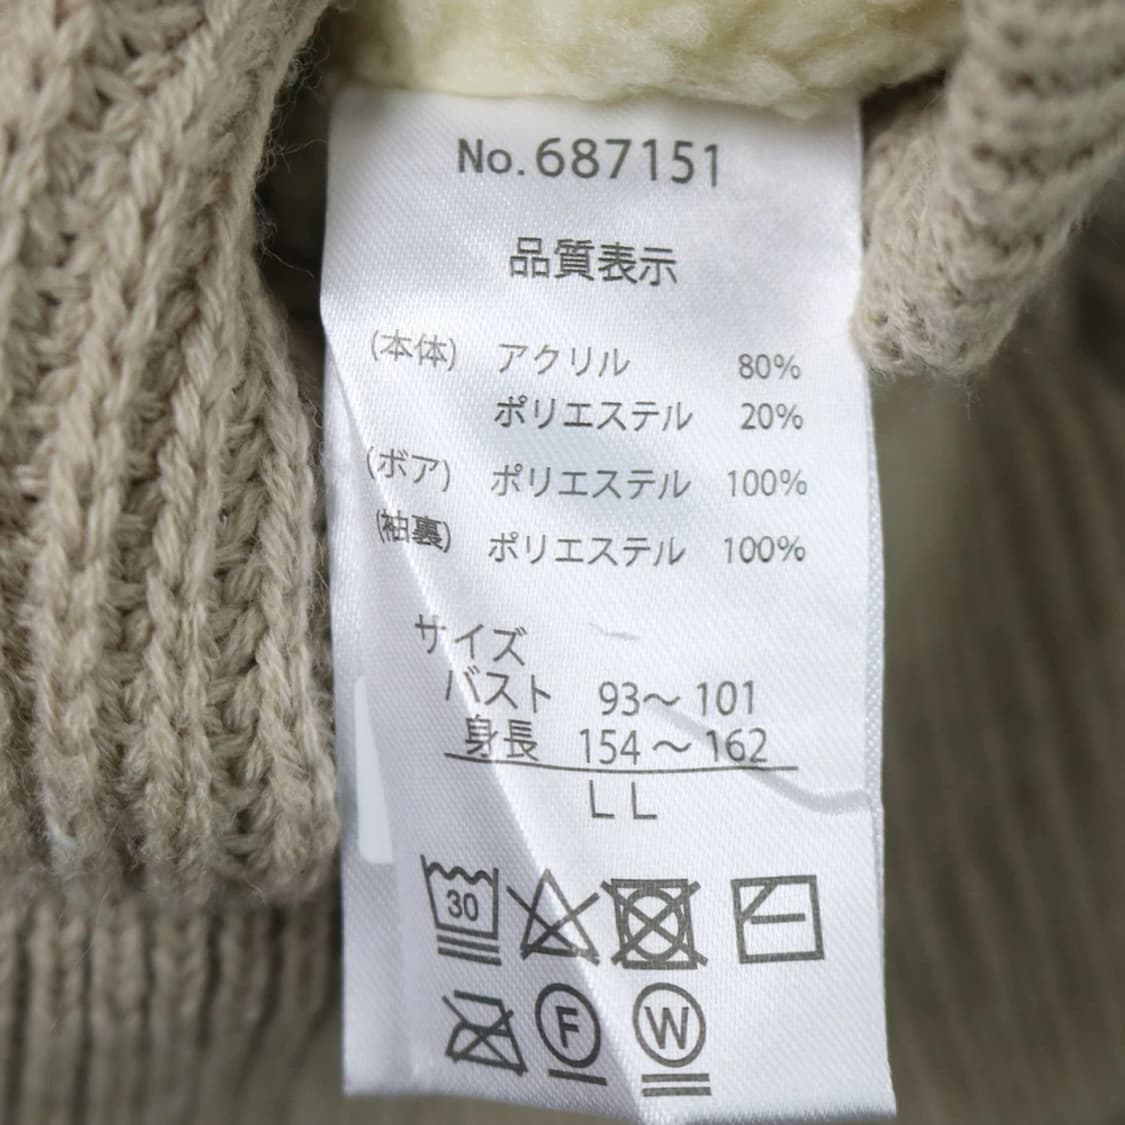 No.687151
品質表示
(本体) アクリル 80%
ポリエステル 20%
(ボア) ポリエステル 100%
(袖裏) ポリエステル 100%
サイズ
バスト 93～101
身長 154～162
LL
30
F
W